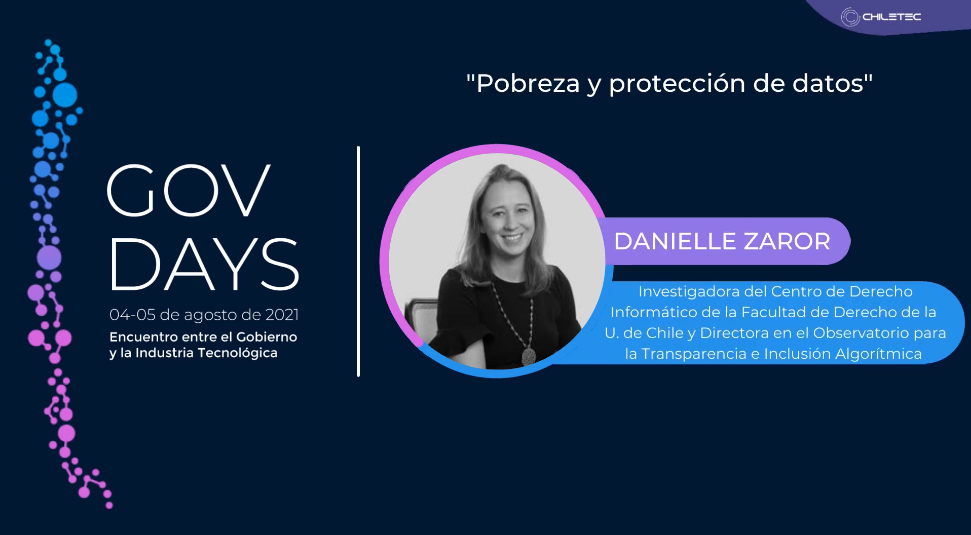 CHILETEC
"Pobreza y protección de datos"
GOV
DAYS
04-05 de agosto de 2021
Encuentro entre el Gobierno
y la Industria Tecnológica
DANIELLE ZAROR
Investigadora del Centro de Derecho
Informático de la Facultad de Derecho de la
U. de Chile y Directora en el Observatorio para
la Transparencia e Inclusión Algorítmica